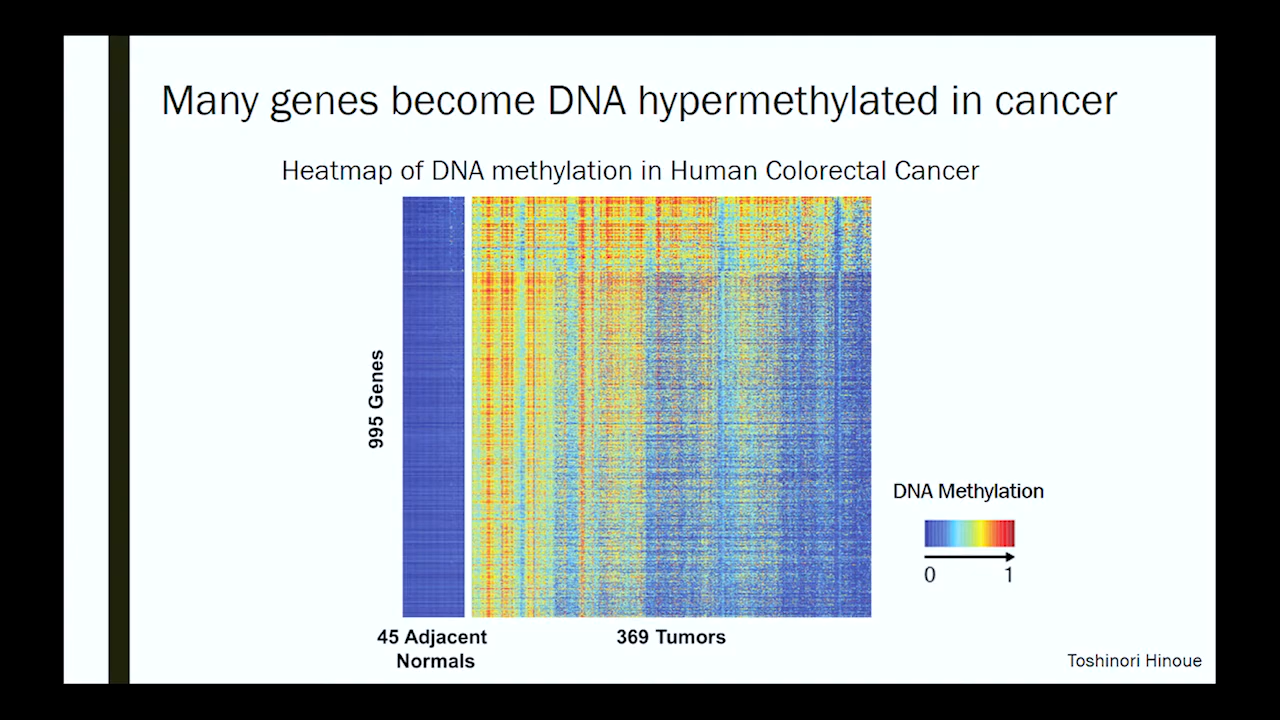 Many genes become DNA hypermethylated in cancer
Heatmap of DNA methylation in Human Colorectal Cancer
995 Genes
DNA Methylation
0 1
45 Adjacent
Normals
369 Tumors
Toshinori Hinoue